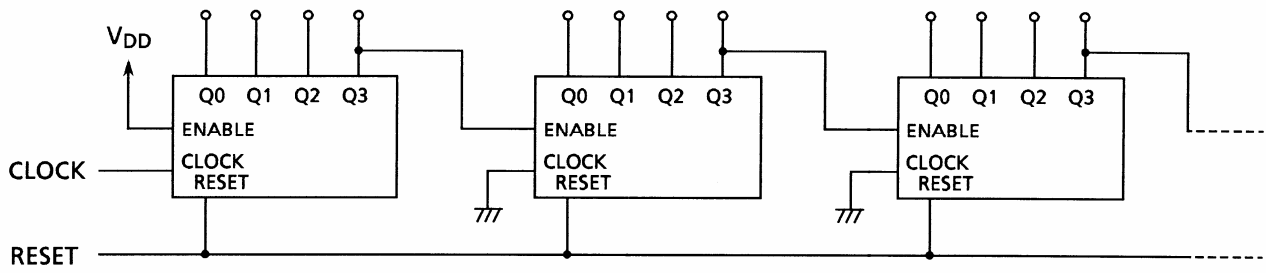 VDD
Q0 Q1 Q2 Q3
ENABLE
CLOCK
RESET
Q0 Q1 Q2 Q3
ENABLE
CLOCK
RESET
Q0 Q1 Q2 Q3
ENABLE
CLOCK
RESET
CLOCK
RESET